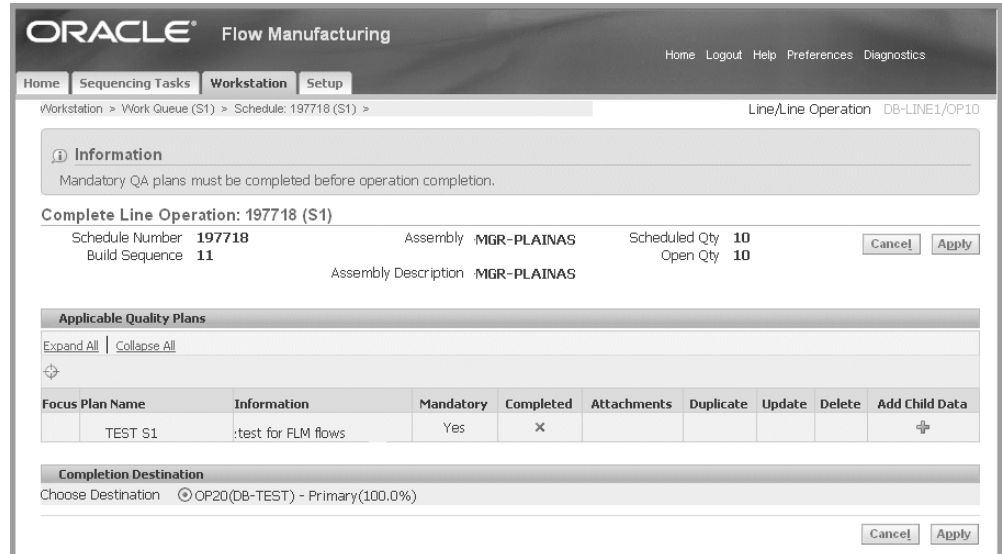 ORACLE® Flow Manufacturing
Home Logout Help Preferences Diagnostics
Home Sequencing Tasks Workstation Setup
Workstation > Work Queue (S1) > Schedule: 197718 (S1) > Line/Line Operation DB-LINE1/OP10
Information
Mandatory QA plans must be completed before operation completion.
Complete Line Operation: 197718 (S1)
Schedule Number 197718 Assembly MGR-PLAINAS Scheduled Qty 10 Cancel Apply
Build Sequence 11 Open Qty 10
Assembly Description MGR-PLAINAS
Applicable Quality Plans
Expand All | Collapse All
Focus Plan Name Information Mandatory Completed Attachments Duplicate Update Delete Add Child Data
TEST S1 :test for FLM flows Yes
Completion Destination
Choose Destination OP20(DB-TEST) - Primary(100.0%)
Cancel Apply